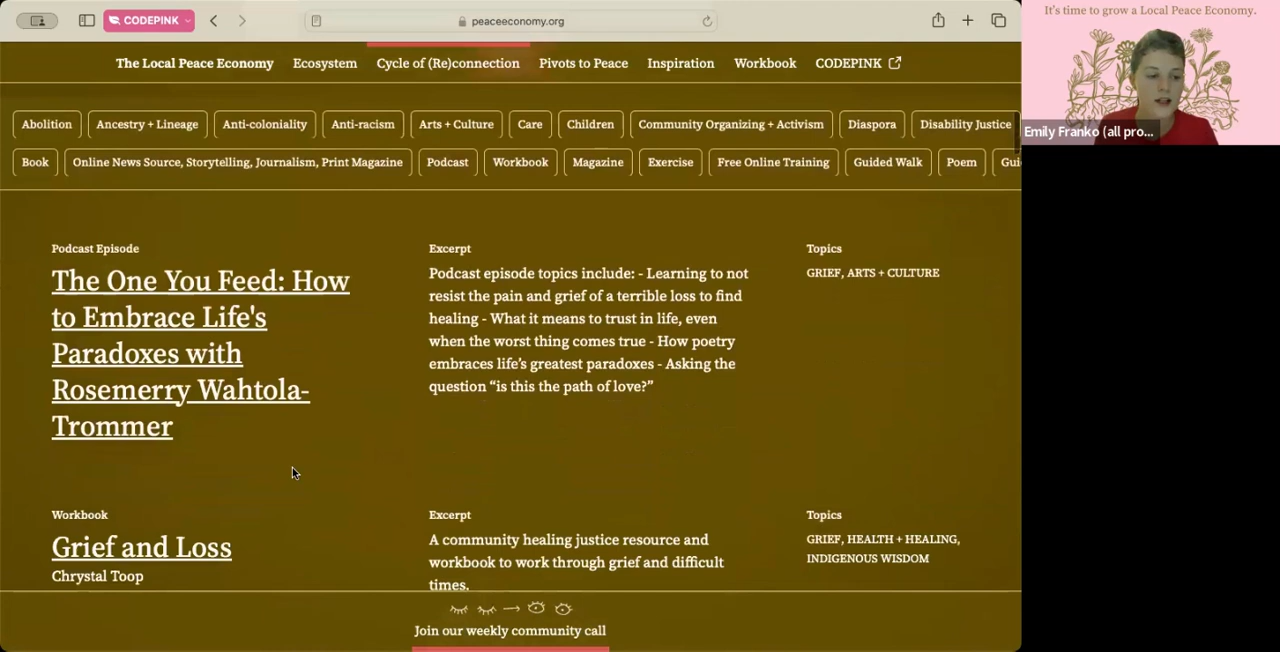 CODEPINK
peaceeconomy.org
It's time to grow a Local Peace Economy.
Emily Franko (all pro...
The Local Peace Economy Ecosystem Cycle of (Re)connection Pivots to Peace Inspiration Workbook CODEPINK
Abolition Ancestry + Lineage Anti-coloniality Anti-racism Arts + Culture Care Children Community Organizing + Activism Diaspora Disability Justice
Book Online News Source, Storytelling, Journalism, Print Magazine Podcast Workbook Magazine Exercise Free Online Training Guided Walk Poem Gui
Podcast Episode
The One You Feed: How
to Embrace Life's
Paradoxes with
Rosemerry Wahtola-
Trommer
Excerpt
Podcast episode topics include: - Learning to not
resist the pain and grief of a terrible loss to find
healing - What it means to trust in life, even
when the worst thing comes true - How poetry
embraces life's greatest paradoxes - Asking the
question “is this the path of love?”
Topics
GRIEF, ARTS + CULTURE
Workbook
Grief and Loss
Chrystal Toop
Excerpt
A community healing justice resource and
workbook to work through grief and difficult
times.
Topics
GRIEF, HEALTH + HEALING,
INDIGENOUS WISDOM
Join our weekly community call